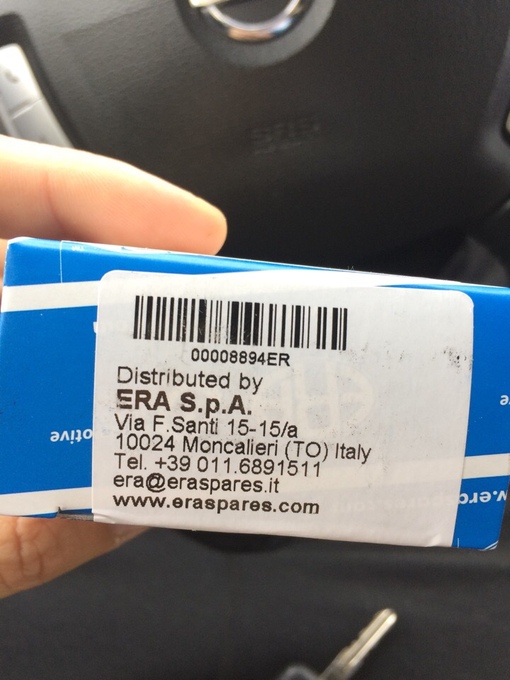 00008894ER
Distributed by
ERA S.p.A.
Via F.Santi 15-15/a
10024 Moncalieri (TO) Italy
Tel. +39 011.6891511
era@eraspares.it
www.eraspares.com